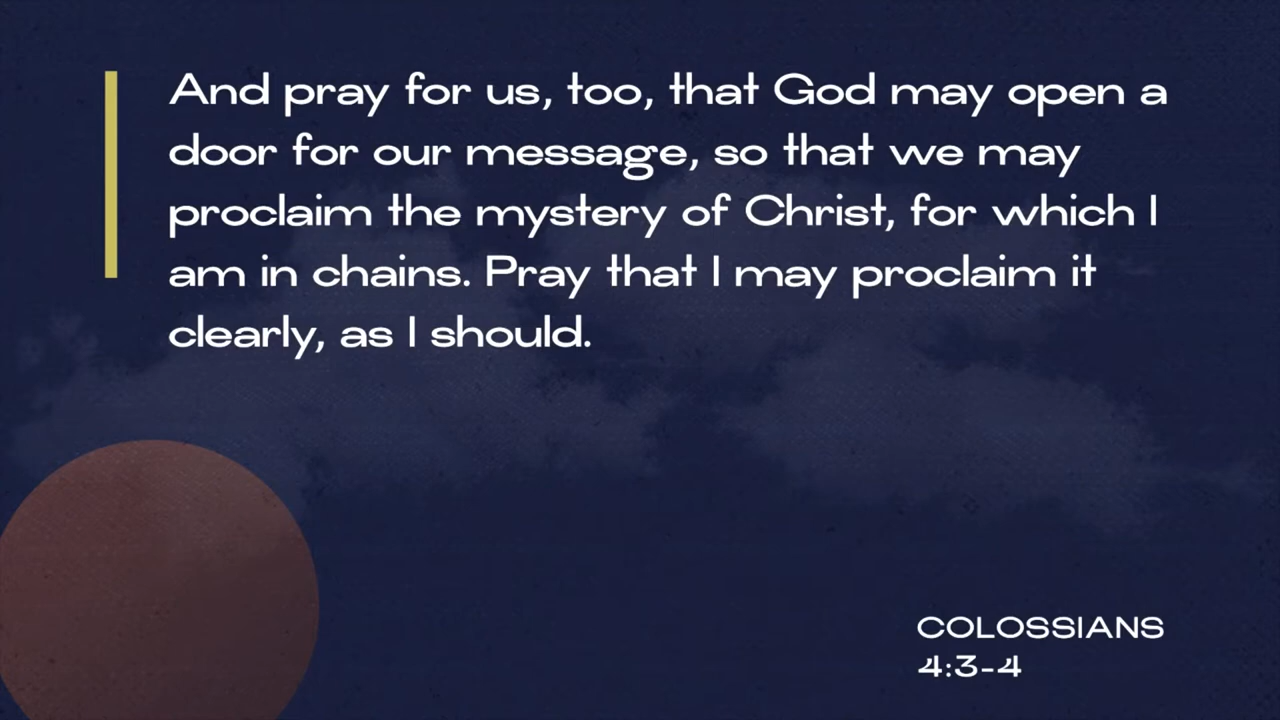 And pray for us, too, that God may open a
door for our message, so that we may
proclaim the mystery of Christ, for which I
am in chains. Pray that I may proclaim it
clearly, as I should.
COLOSSIANS
4:3-4